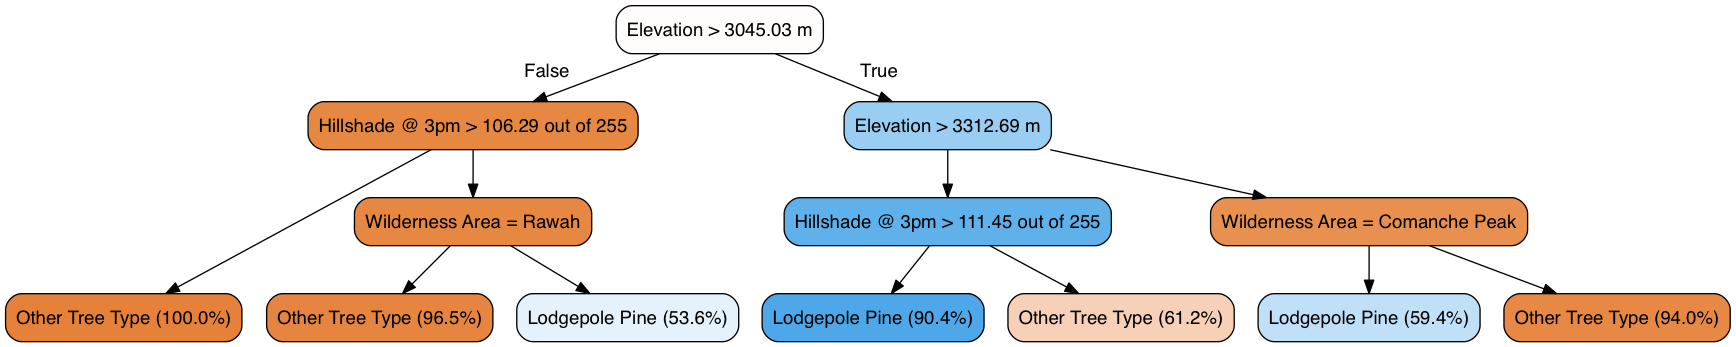 Elevation > 3045.03 m
False
True
Hillshade @ 3pm > 106.29 out of 255
Elevation > 3312.69 m
Wilderness Area = Rawah
Hillshade @ 3pm > 111.45 out of 255
Wilderness Area = Comanche Peak
Other Tree Type (100.0%)
Other Tree Type (96.5%)
Lodgepole Pine (53.6%)
Lodgepole Pine (90.4%)
Other Tree Type (61.2%)
Lodgepole Pine (59.4%)
Other Tree Type (94.0%)